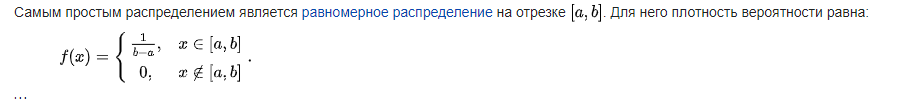 Самым простым распределением является равномерное распределение на отрезке [a, b]. Для него плотность вероятности равна:
f(x) = { 1/(b−a), x ∈ [a, b]
0, x ∉ [a, b] .
...